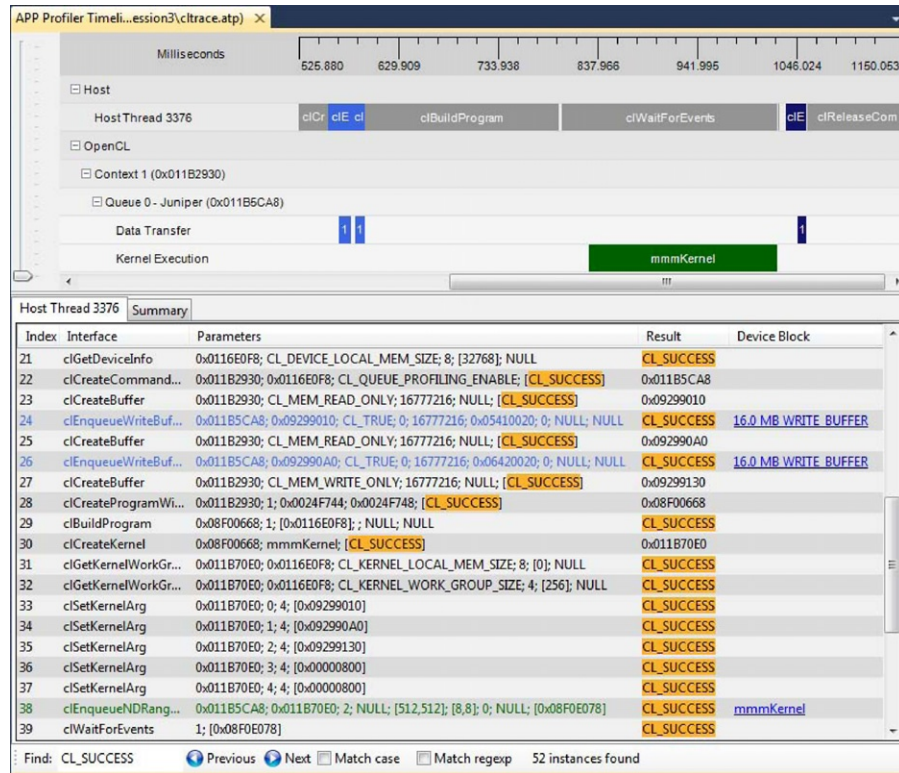 APP Profiler Timeli...ession3\cltrace.atp)
Milliseconds
525.880 629.909 733.938 837.966 941.995 1046.024 1150.053
Host
Host Thread 3376 clCr clE cl clBuildProgram clWaitForEvents clE clReleaseCom
OpenCL
Context 1 (0x011B2930)
Queue 0 - Juniper (0x011B5CA8)
Data Transfer 1 1 1
Kernel Execution mmmKernel
Host Thread 3376 Summary
Index Interface Parameters Result Device Block
21 clGetDeviceInfo 0x0116E0F8; CL_DEVICE_LOCAL_MEM_SIZE; 8; [32768]; NULL CL_SUCCESS
22 clCreateCommand... 0x011B2930; 0x0116E0F8; CL_QUEUE_PROFILING_ENABLE; [CL_SUCCESS] 0x011B5CA8
23 clCreateBuffer 0x011B2930; CL_MEM_READ_ONLY; 16777216; NULL; [CL_SUCCESS] 0x09299010
24 clEnqueueWriteBuf... 0x011B5CA8; 0x09299010; CL_TRUE; 0; 16777216; 0x05410020; 0; NULL; NULL CL_SUCCESS 16.0 MB WRITE_BUFFER
25 clCreateBuffer 0x011B2930; CL_MEM_READ_ONLY; 16777216; NULL; [CL_SUCCESS] 0x092990A0
26 clEnqueueWriteBuf... 0x011B5CA8; 0x092990A0; CL_TRUE; 0; 16777216; 0x06420020; 0; NULL; NULL CL_SUCCESS 16.0 MB WRITE_BUFFER
27 clCreateBuffer 0x011B2930; CL_MEM_WRITE_ONLY; 16777216; NULL; [CL_SUCCESS] 0x09299130
28 clCreateProgramWi... 0x011B2930; 1; 0x0024F744; 0x0024F748; [CL_SUCCESS] 0x08F00668
29 clBuildProgram 0x08F00668; 1; [0x0116E0F8]; ; NULL; NULL CL_SUCCESS
30 clCreateKernel 0x08F00668; mmmKernel; [CL_SUCCESS] 0x011B70E0
31 clGetKernelWorkGr... 0x011B70E0; 0x0116E0F8; CL_KERNEL_LOCAL_MEM_SIZE; 8; [0]; NULL CL_SUCCESS
32 clGetKernelWorkGr... 0x011B70E0; 0x0116E0F8; CL_KERNEL_WORK_GROUP_SIZE; 4; [256]; NULL CL_SUCCESS
33 clSetKernelArg 0x011B70E0; 0; 4; [0x09299010] CL_SUCCESS
34 clSetKernelArg 0x011B70E0; 1; 4; [0x092990A0] CL_SUCCESS
35 clSetKernelArg 0x011B70E0; 2; 4; [0x09299130] CL_SUCCESS
36 clSetKernelArg 0x011B70E0; 3; 4; [0x00000800] CL_SUCCESS
37 clSetKernelArg 0x011B70E0; 4; 4; [0x00000800] CL_SUCCESS
38 clEnqueueNDRang... 0x011B5CA8; 0x011B70E0; 2; NULL; [512,512]; [8,8]; 0; NULL; [0x08F0E078] CL_SUCCESS mmmKernel
39 clWaitForEvents 1; [0x08F0E078] CL_SUCCESS
Find: CL_SUCCESS Previous Next Match case Match regexp 52 instances found